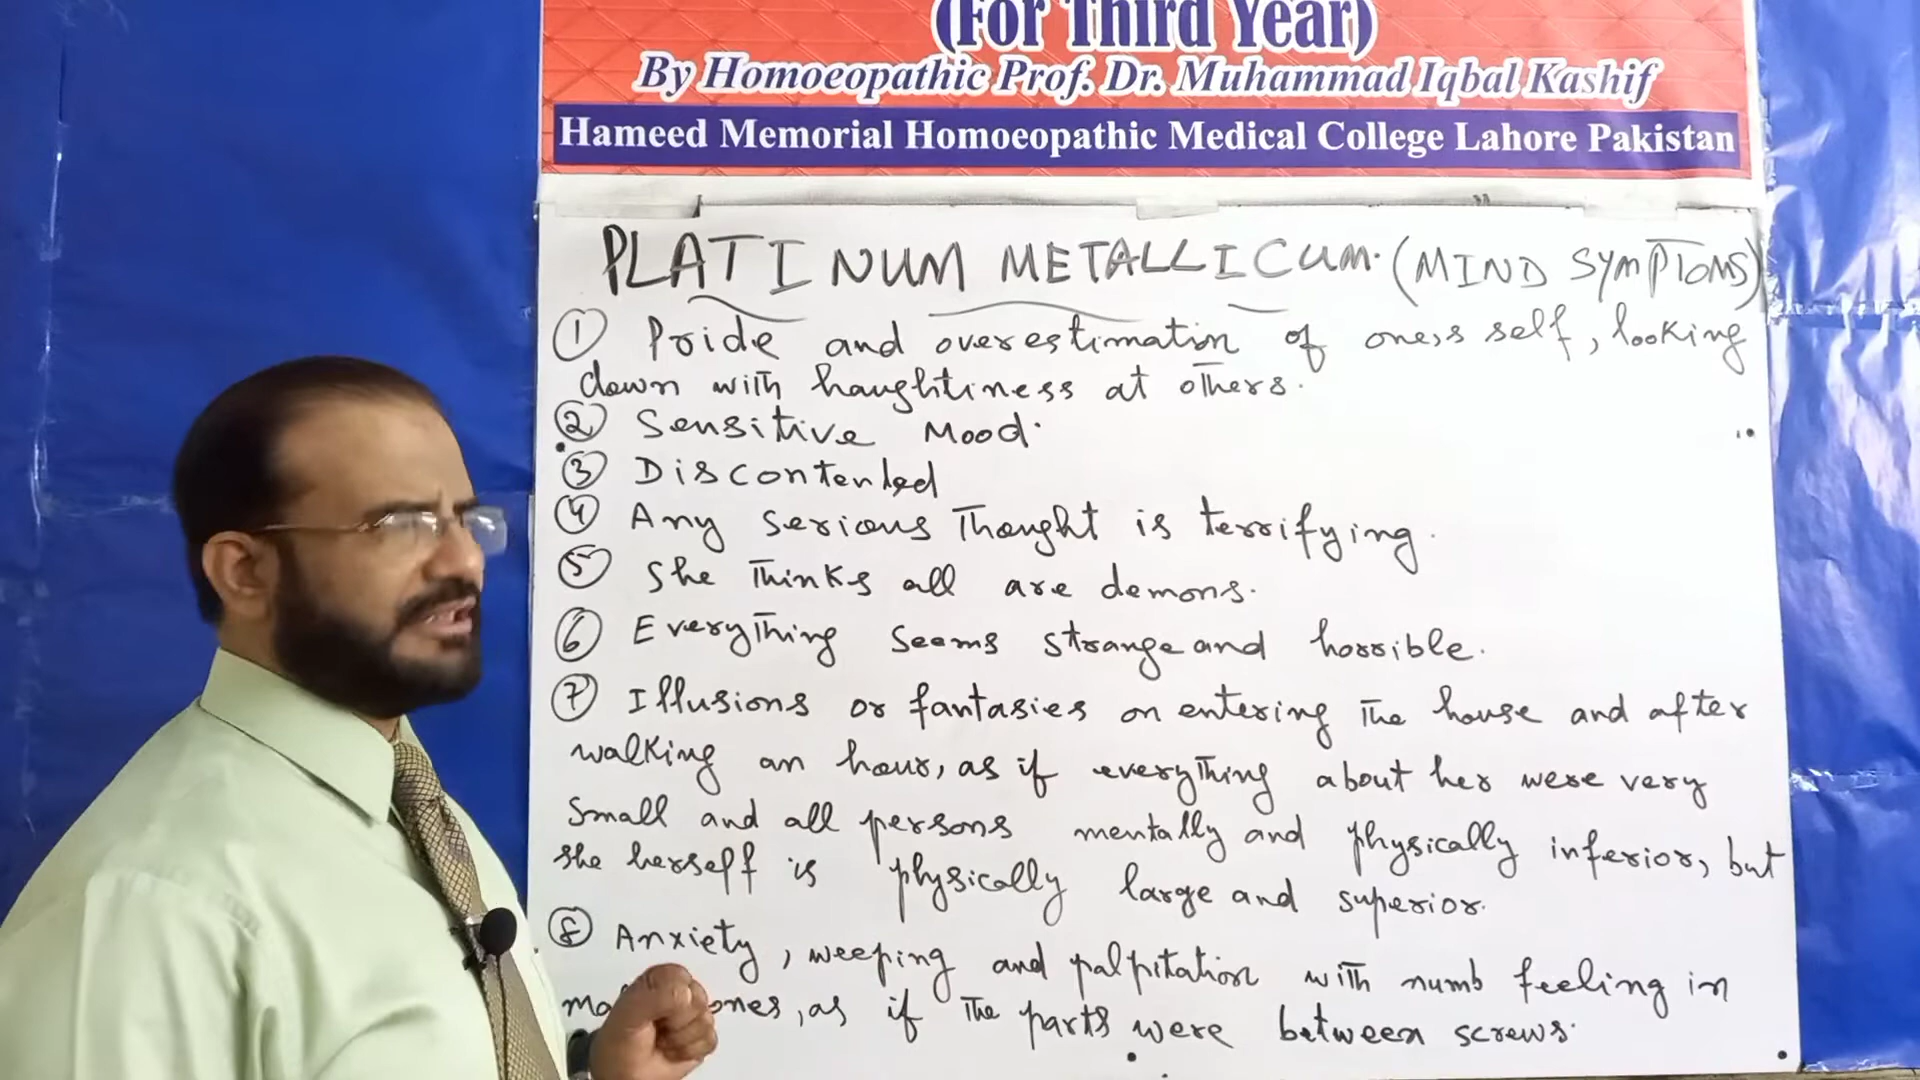 (For Third Year)
By Homoeopathic Prof. Dr. Muhammad Iqbal Kashif
Hameed Memorial Homoeopathic Medical College Lahore Pakistan
PLATINUM METALLICUM. (MIND SYMPTOMS)
① Pride and overestimation of one,s self, looking
down with haughtiness at others.
② Sensitive Mood.
③ Discontented
④ Any serious Thought is terrifying.
⑤ She Thinks all are demons.
⑥ Everything seems strange and horrible.
⑦ Illusions or fantasies on entering The house and after
walking an hour, as if everything about her were very
small and all persons mentally and physically inferior, but
she herself is physically large and superior.
⑧ Anxiety, weeping and palpitation with numb feeling in
as if The parts were between screws.